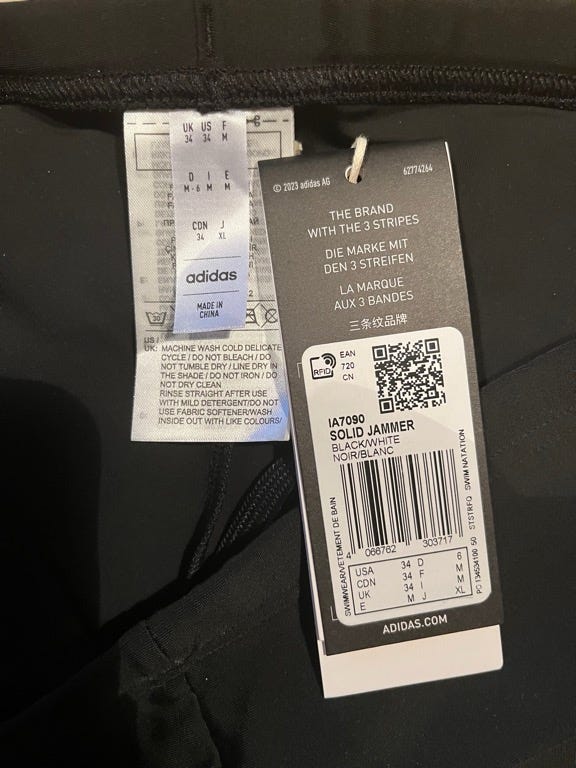 UK US F
34 34 M
D I E
M-6 M M
CDN J
34 XL
adidas
MADE IN
CHINA
30
US /
UK: MACHINE WASH COLD DELICATE
CYCLE / DO NOT BLEACH / DO
NOT TUMBLE DRY / LINE DRY IN
THE SHADE / DO NOT IRON / DO
NOT DRY CLEAN
RINSE STRAIGHT AFTER USE
WITH MILD DETERGENT/DO NOT
USE FABRIC SOFTENER/WASH
INSIDE OUT WITH LIKE COLOURS/
© 2023 adidas AG
62774264
THE BRAND
WITH THE 3 STRIPES
DIE MARKE MIT
DEN 3 STREIFEN
LA MARQUE
AUX 3 BANDES
三条纹品牌
RFID
EAN
720
CN
IA7090
SOLID JAMMER
BLACK/WHITE
NOIR/BLANC
SWIMWEAR/VETEMENT DE BAIN
STSTRFQ SWIM NATATION
4 066762 303717
USA 34 D 6
CDN 34 F M
UK 34 I M
E M J XL
PO 134534100 50
ADIDAS.COM